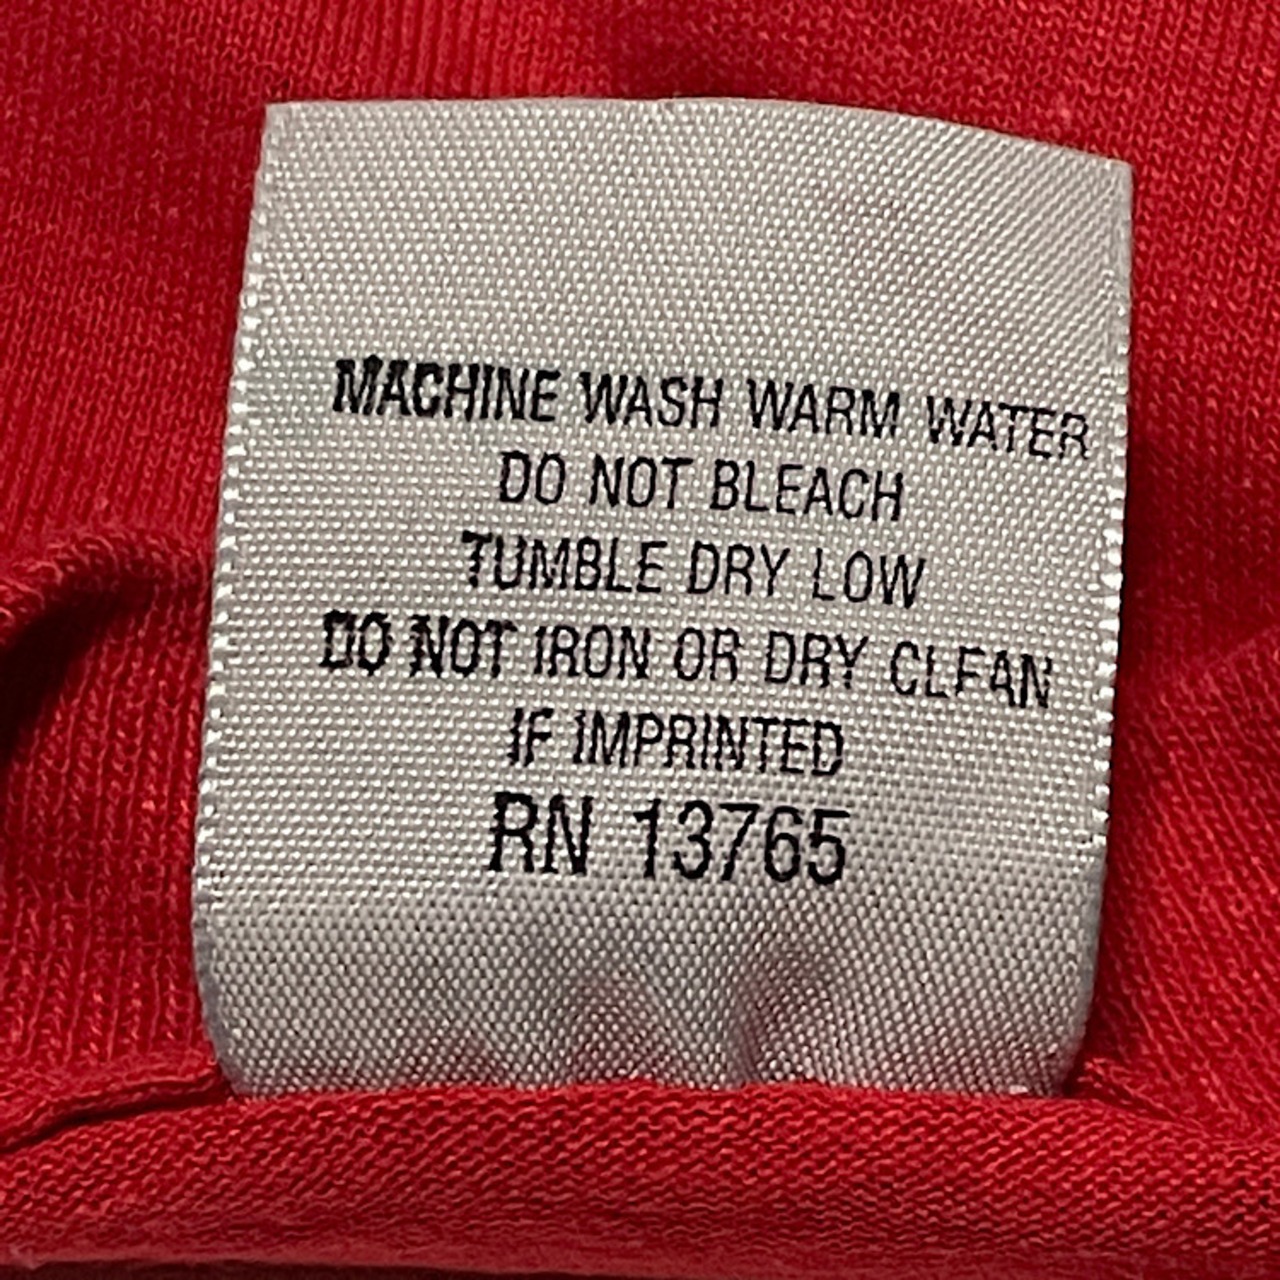 MACHINE WASH WARM WATER
DO NOT BLEACH
TUMBLE DRY LOW
DO NOT IRON OR DRY CLEAN
IF IMPRINTED
RN 13765